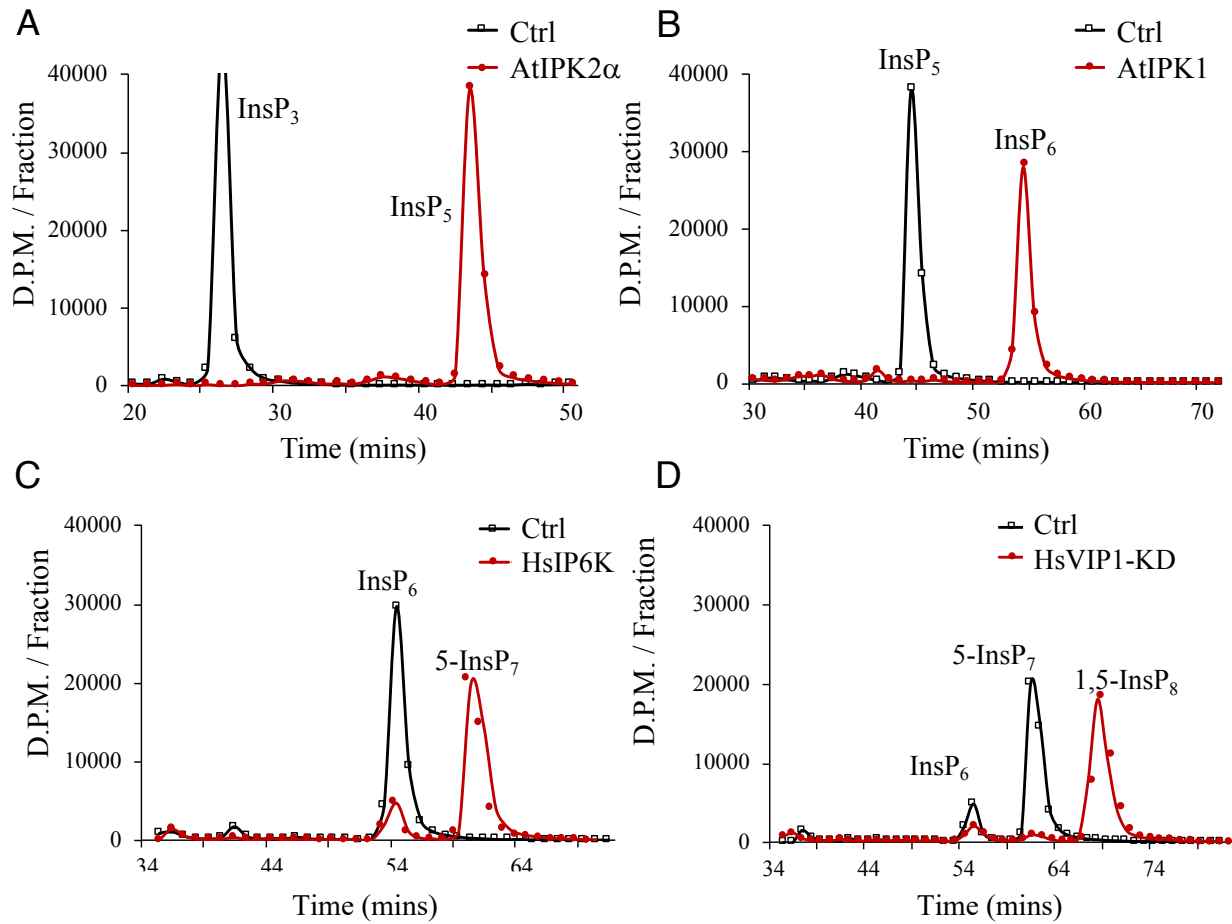 A
Ctrl
AtIPK2α
40000
30000
20000
10000
0
D.P.M. / Fraction
InsP₃
InsP₅
20 30 40 50
Time (mins)
B
Ctrl
AtIPK1
40000
30000
20000
10000
0
D.P.M. / Fraction
InsP₅
InsP₆
30 40 50 60 70
Time (mins)
C
Ctrl
HsIP6K
40000
30000
20000
10000
0
D.P.M. / Fraction
InsP₆
5-InsP₇
34 44 54 64
Time (mins)
D
Ctrl
HsVIP1-KD
40000
30000
20000
10000
0
D.P.M. / Fraction
InsP₆
5-InsP₇
1,5-InsP₈
34 44 54 64 74
Time (mins)